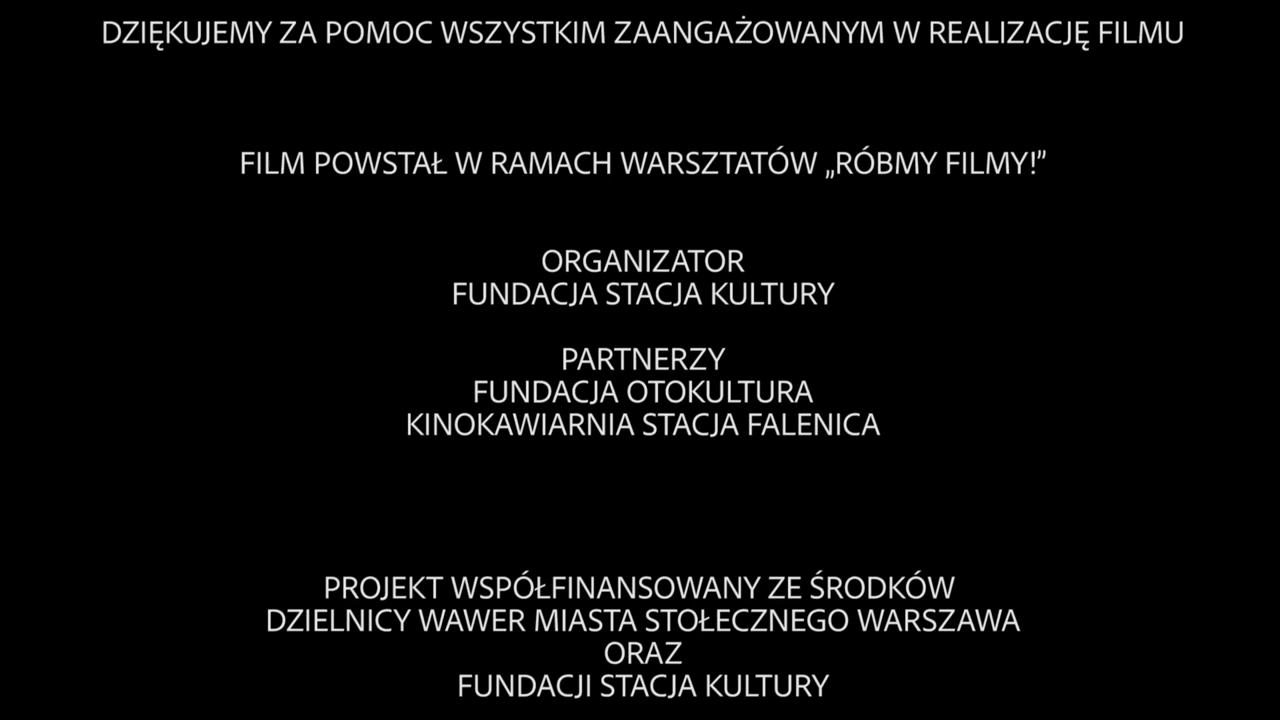 DZIĘKUJEMY ZA POMOC WSZYSTKIM ZAANGAŻOWANYM W REALIZACJĘ FILMU
FILM POWSTAŁ W RAMACH WARSZTATÓW „RÓBMY FILMY!”
ORGANIZATOR
FUNDACJA STACJA KULTURY
PARTNERZY
FUNDACJA OTOKULTURA
KINOKAWIARNIA STACJA FALENICA
PROJEKT WSPÓŁFINANSOWANY ZE ŚRODKÓW
DZIELNICY WAWER MIASTA STOŁECZNEGO WARSZAWA
ORAZ
FUNDACJI STACJA KULTURY